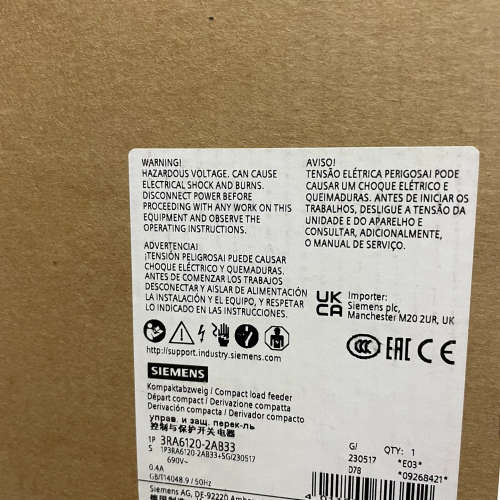 WARNING!
HAZARDOUS VOLTAGE. CAN CAUSE
ELECTRICAL SHOCK AND BURNS.
DISCONNECT POWER BEFORE
PROCEEDING WITH ANY WORK ON THIS
EQUIPMENT AND OBSERVE THE
OPERATING INSTRUCTIONS.
ADVERTENCIA!
¡TENSIÓN PELIGROSA! PUEDE CAUSAR
CHOQUE ELÉCTRICO Y QUEMADURAS.
ANTES DE COMENZAR LOS TRABAJOS
DESCONECTAR Y AISLAR DE ALIMENTACIÓN
LA INSTALACIÓN Y EL EQUIPO, Y RESPETAR
LO INDICADO EN LAS INSTRUCCIONES.
AVISO!
TENSÃO ELÉTRICA PERIGOSA! PODE
CAUSAR UM CHOQUE ELÉTRICO E
QUEIMADURAS. ANTES DE INICIAR OS
TRABALHOS, DESLIGUE A TENSÃO DA
UNIDADE E DO APARELHO E
CONSULTAR, ADICIONALMENTE,
O MANUAL DE SERVIÇO.
UK
CA
Importer:
Siemens plc,
Manchester M20 2UR, UK
CCC EAC CE
http://support.industry.siemens.com
SIEMENS
Kompaktabzweig / Compact load feeder
Départ compact / Derivazione compatta
Derivación compacta / Derivador compacto
управ. и защ. перек-ль
控制与保护开关电器
1P 3RA6120-2AB33
S 1P3RA6120-2AB33+SG/230517
690V~
0.4A
GB/T14048.9 / 50Hz
G/
230517
D78
QTY: 1
*E03*
*09268421*
Siemens AG, DE-92220